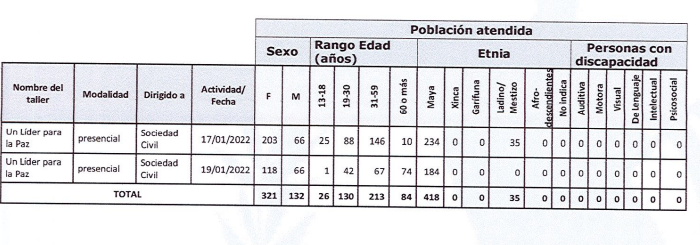 Población atendida
Sexo Rango Edad (años) Etnia Personas con discapacidad
Nombre del taller Modalidad Dirigido a Actividad/ Fecha F M 13-18 19-30 31-59 60 o más Maya Xinca Garífuna Ladino/ Mestizo Afro-desendientes No Indica Auditiva Motora Visual De Lenguaje Intelectual Psicosocial
Un Líder para la Paz presencial Sociedad Civil 17/01/2022 203 66 25 88 146 10 234 0 0 35 0 0 0 0 0 0 0 0
Un Líder para la Paz presencial Sociedad Civil 19/01/2022 118 66 1 42 67 74 184 0 0 0 0 0 0 0 0 0 0 0
TOTAL 321 132 26 130 213 84 418 0 0 35 0 0 0 0 0 0 0 0